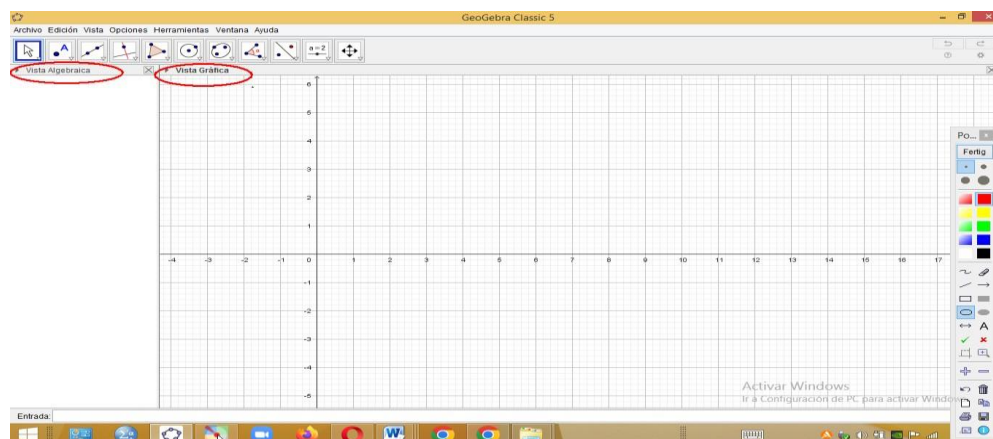 GeoGebra Classic 5
Archivo Edición Vista Opciones Herramientas Ventana Ayuda
a=2
Vista Algebraica
Vista Gráfica
6
5
4
3
2
1
-4 -3 -2 -1 0 1 2 3 4 5 6 7 8 9 10 11 12 13 14 15 16 17
-1
-2
-3
-4
-5
Po...
Fertig
A
Activar Windows
Ir a Configuración de PC para activar Windows
Entrada: